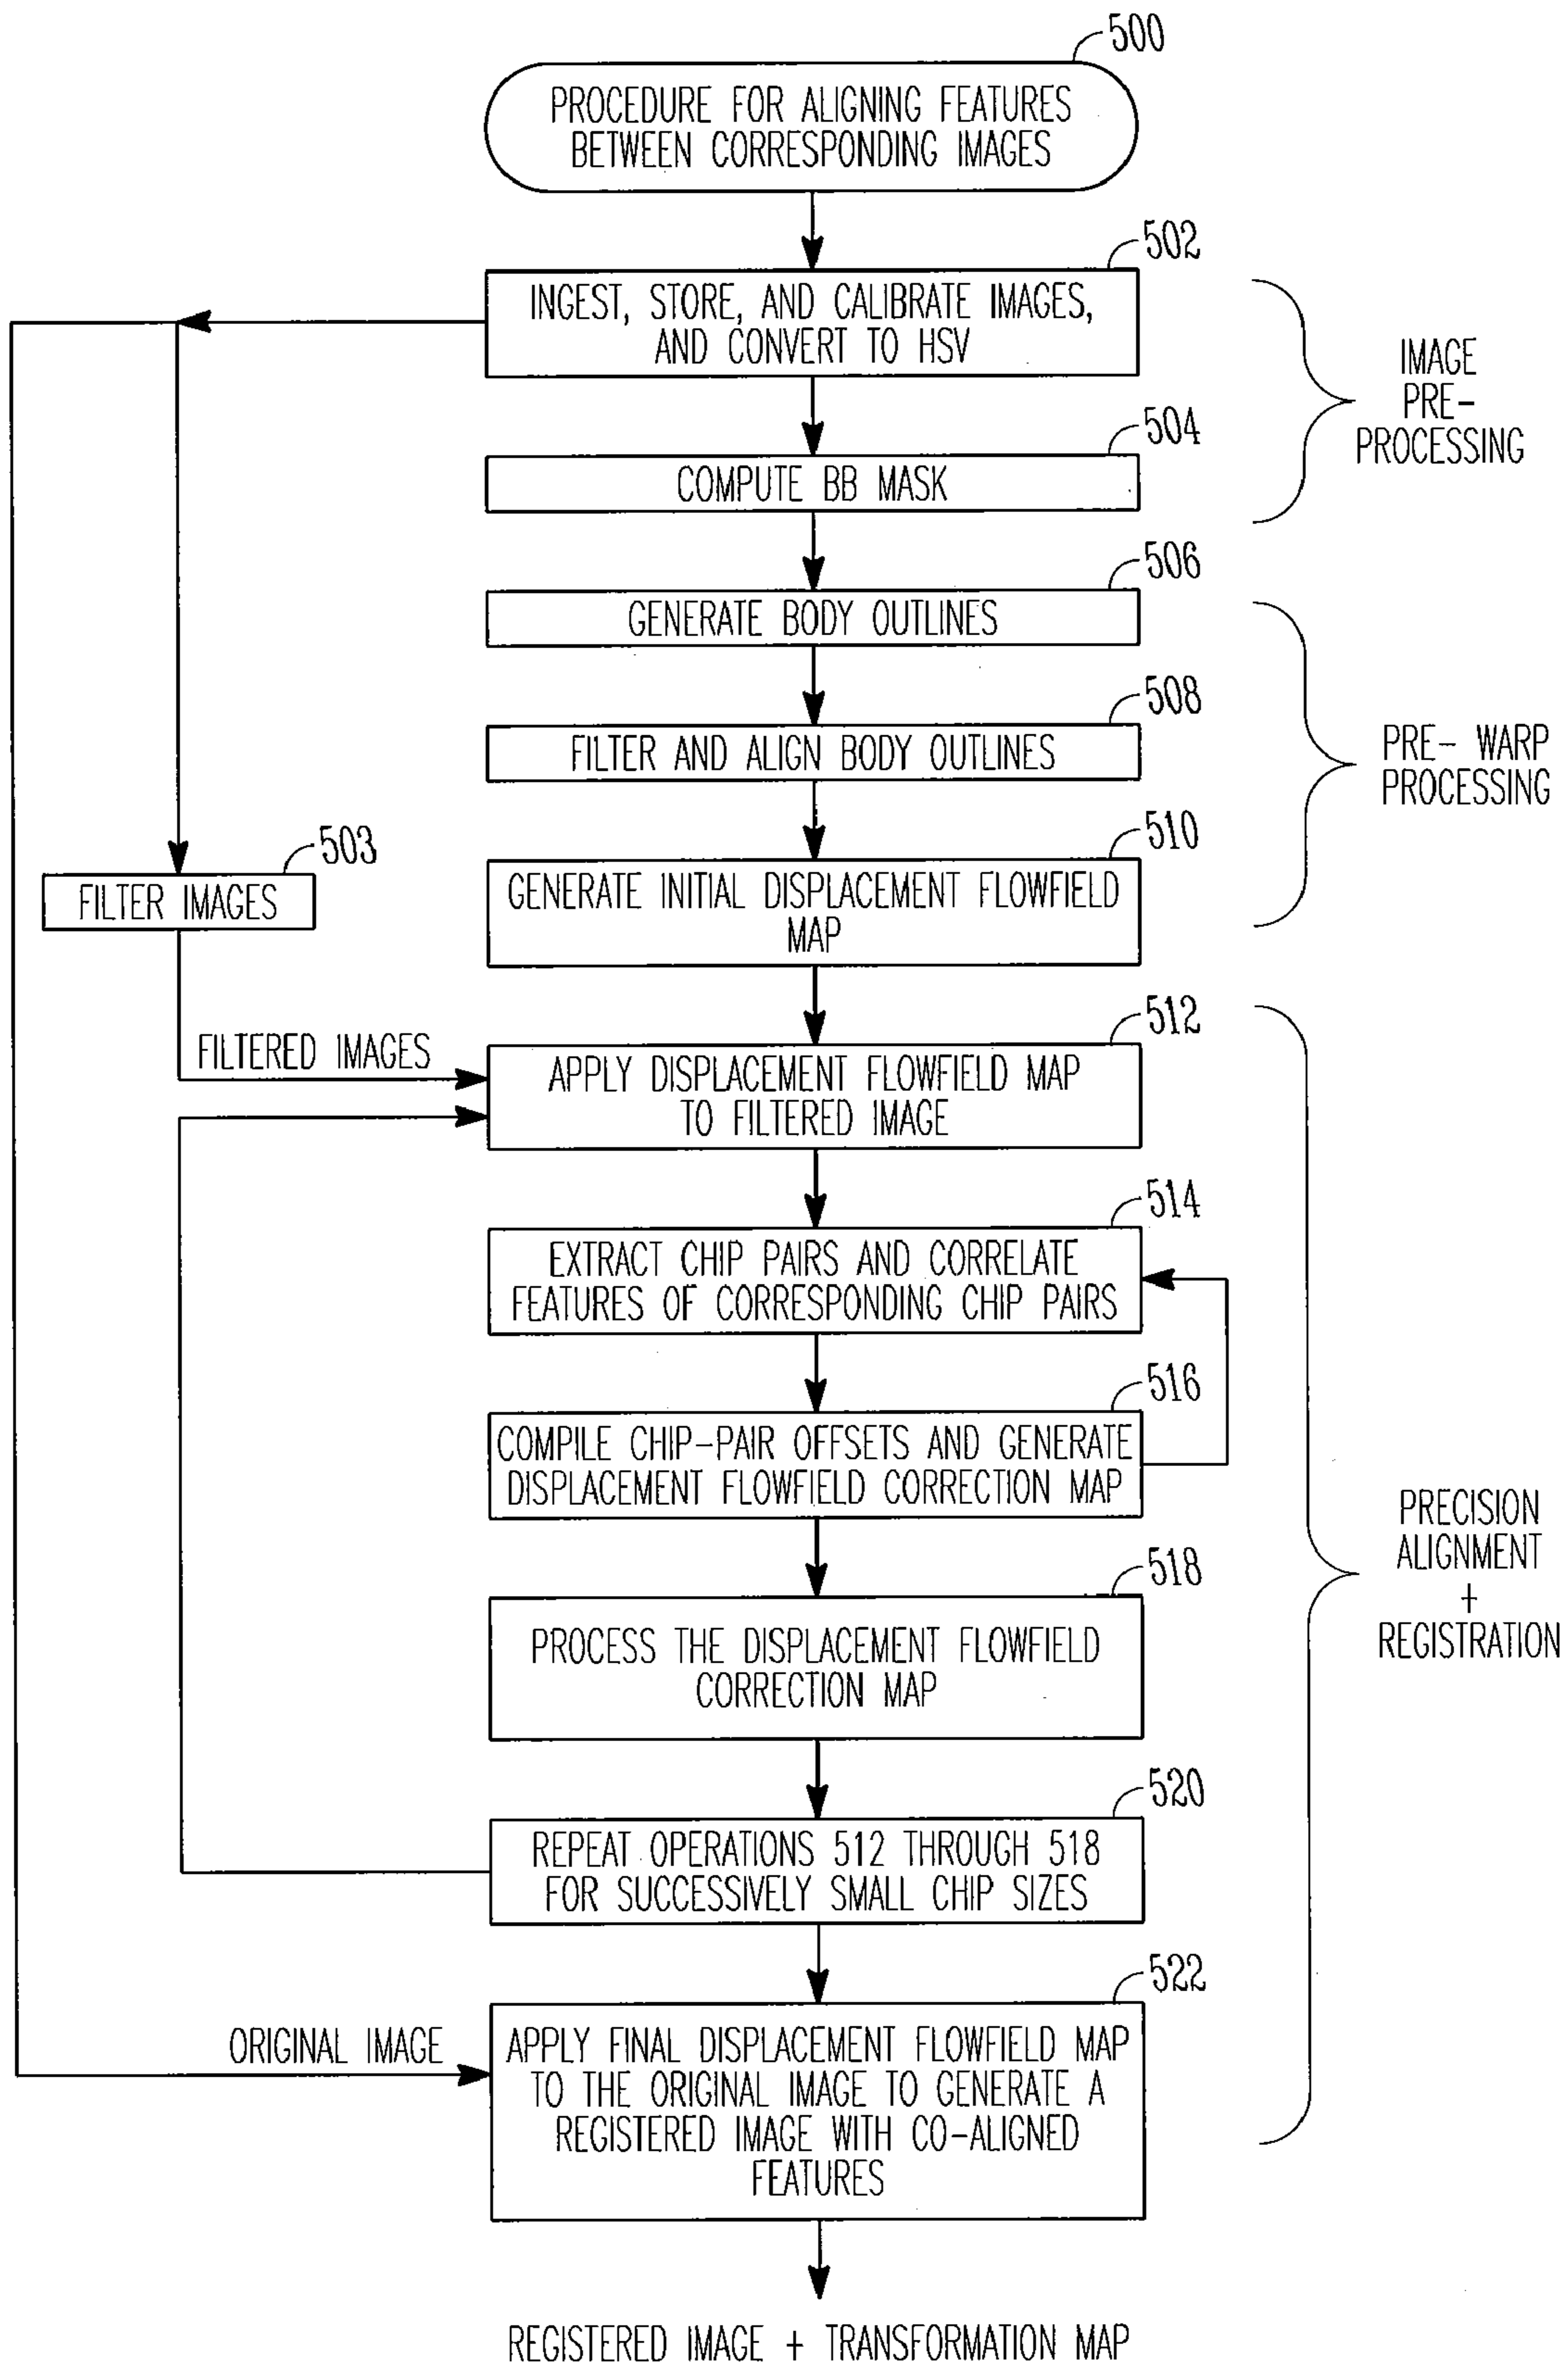 500
PROCEDURE FOR ALIGNING FEATURES
BETWEEN CORRESPONDING IMAGES
502
INGEST, STORE, AND CALIBRATE IMAGES,
AND CONVERT TO HSV
IMAGE
PRE-
PROCESSING
504
COMPUTE BB MASK
506
GENERATE BODY OUTLINES
508
FILTER AND ALIGN BODY OUTLINES
PRE- WARP
PROCESSING
503
FILTER IMAGES
510
GENERATE INITIAL DISPLACEMENT FLOWFIELD
MAP
FILTERED IMAGES
512
APPLY DISPLACEMENT FLOWFIELD MAP
TO FILTERED IMAGE
514
EXTRACT CHIP PAIRS AND CORRELATE
FEATURES OF CORRESPONDING CHIP PAIRS
516
COMPILE CHIP-PAIR OFFSETS AND GENERATE
DISPLACEMENT FLOWFIELD CORRECTION MAP
PRECISION
ALIGNMENT
+
REGISTRATION
518
PROCESS THE DISPLACEMENT FLOWFIELD
CORRECTION MAP
520
REPEAT OPERATIONS 512 THROUGH 518
FOR SUCCESSIVELY SMALL CHIP SIZES
522
ORIGINAL IMAGE
APPLY FINAL DISPLACEMENT FLOWFIELD MAP
TO THE ORIGINAL IMAGE TO GENERATE A
REGISTERED IMAGE WITH CO-ALIGNED
FEATURES
REGISTERED IMAGE + TRANSFORMATION MAP